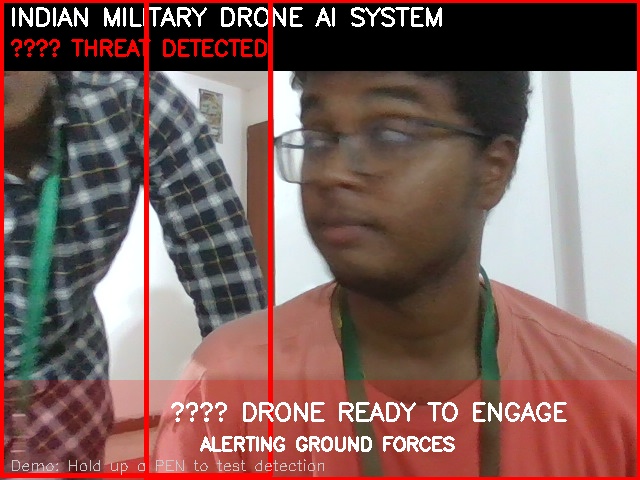 INDIAN MILITARY DRONE AI SYSTEM
???? THREAT DETECTED
???? DRONE READY TO ENGAGE
ALERTING GROUND FORCES
Demo: Hold up a PEN to test detection